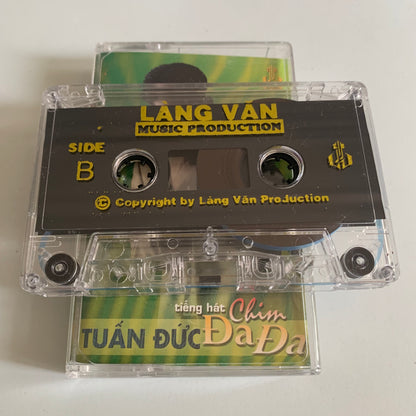 LÀNG VĂN
MUSIC PRODUCTION
SIDE
B
© Copyright by Làng Văn Production
tiếng hát
Chim
TUẤN ĐỨC
Đa Đa